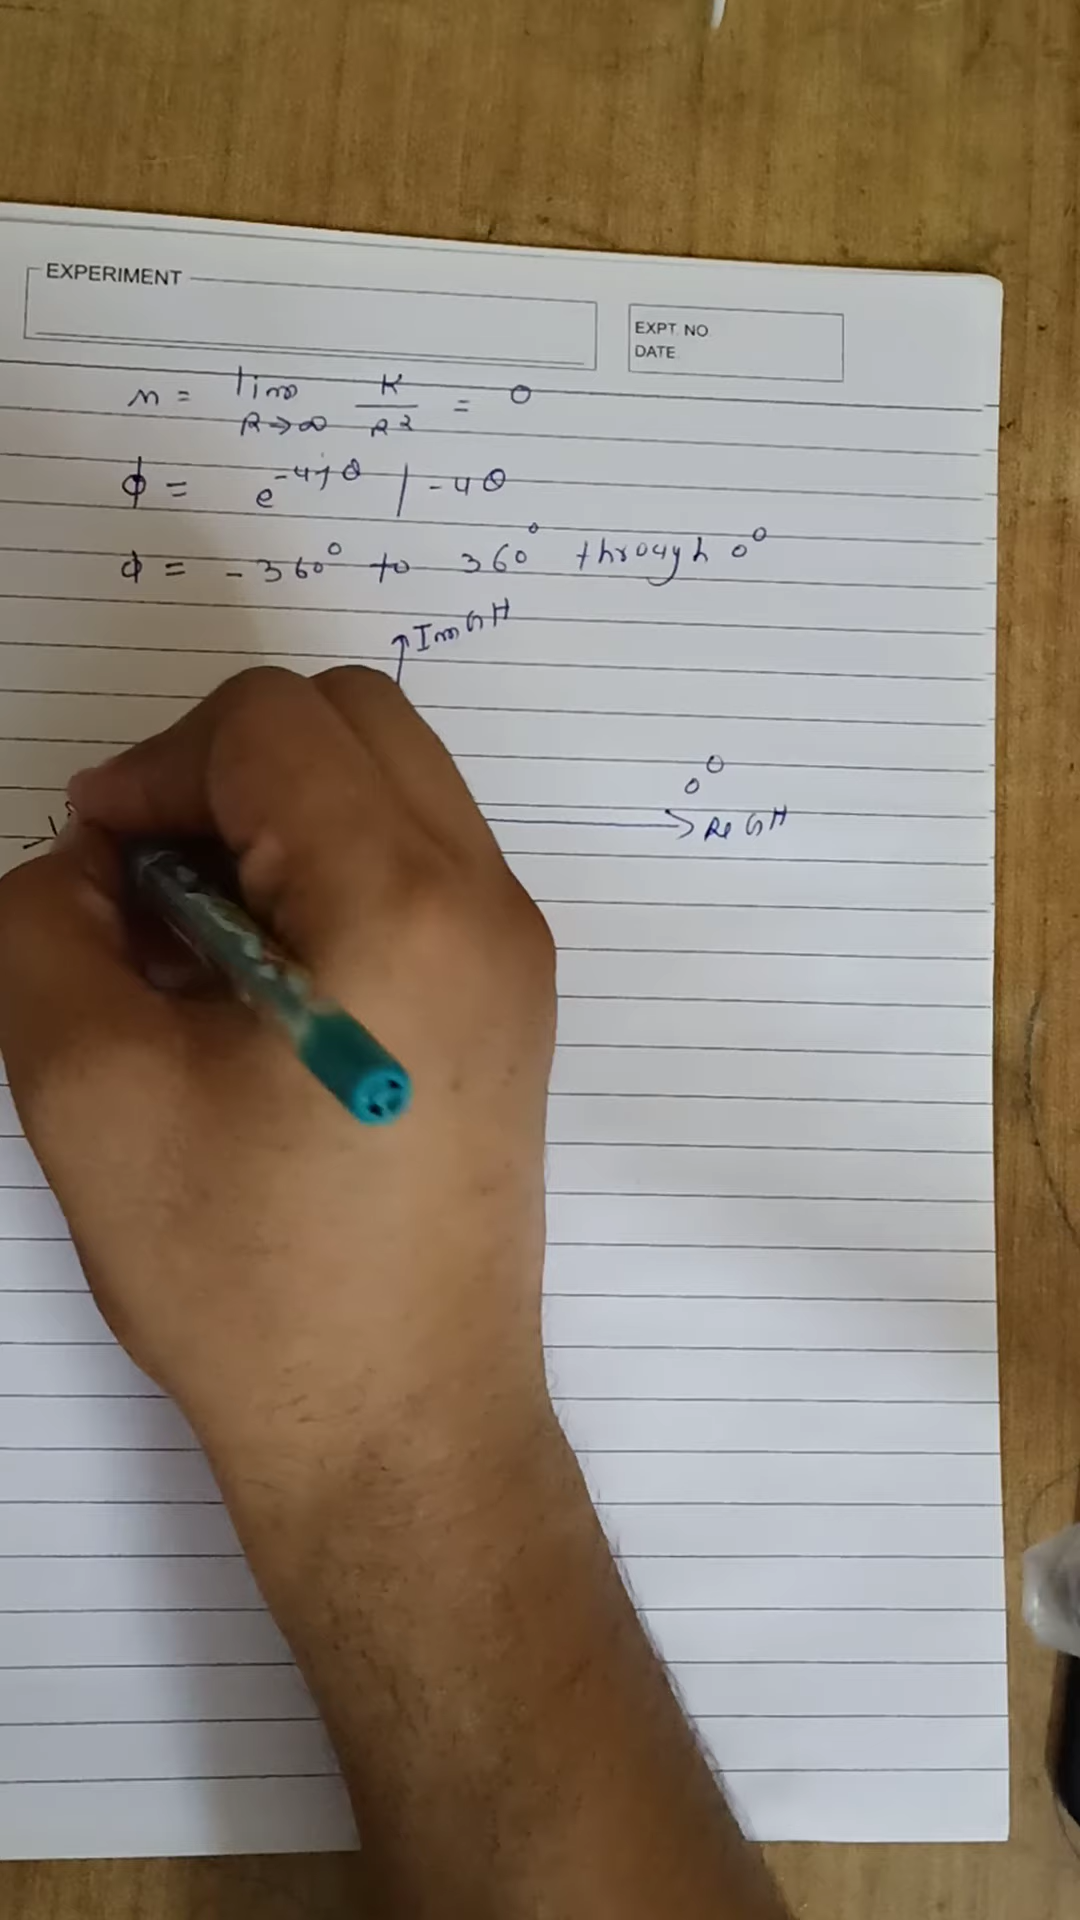 EXPERIMENT
EXPT. NO
DATE
m = lim R→∞ K/R² = 0
ϕ = e^-4jθ | -4θ
ϕ = -360° to 360° through 0°
Im GH
0°
Re GH